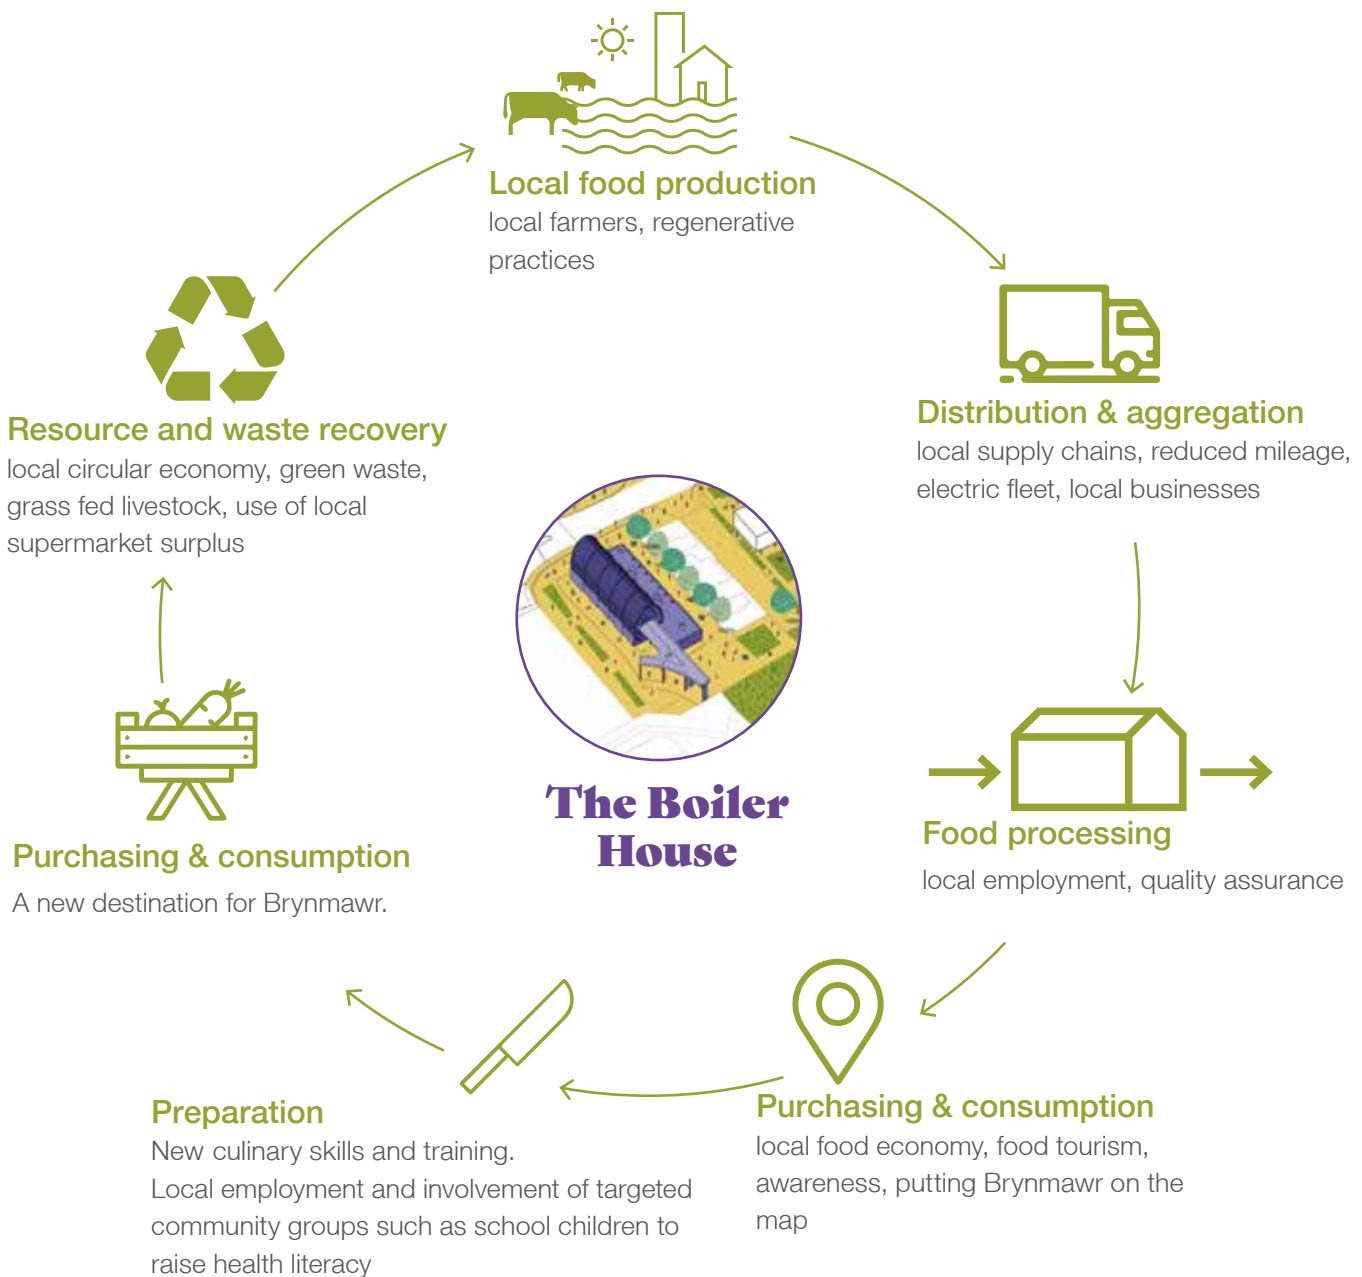 Local food production
local farmers, regenerative
practices
Distribution & aggregation
local supply chains, reduced mileage,
electric fleet, local businesses
Food processing
local employment, quality assurance
Purchasing & consumption
local food economy, food tourism,
awareness, putting Brynmawr on the
map
Preparation
New culinary skills and training.
Local employment and involvement of targeted
community groups such as school children to
raise health literacy
Purchasing & consumption
A new destination for Brynmawr.
Resource and waste recovery
local circular economy, green waste,
grass fed livestock, use of local
supermarket surplus
The Boiler
House